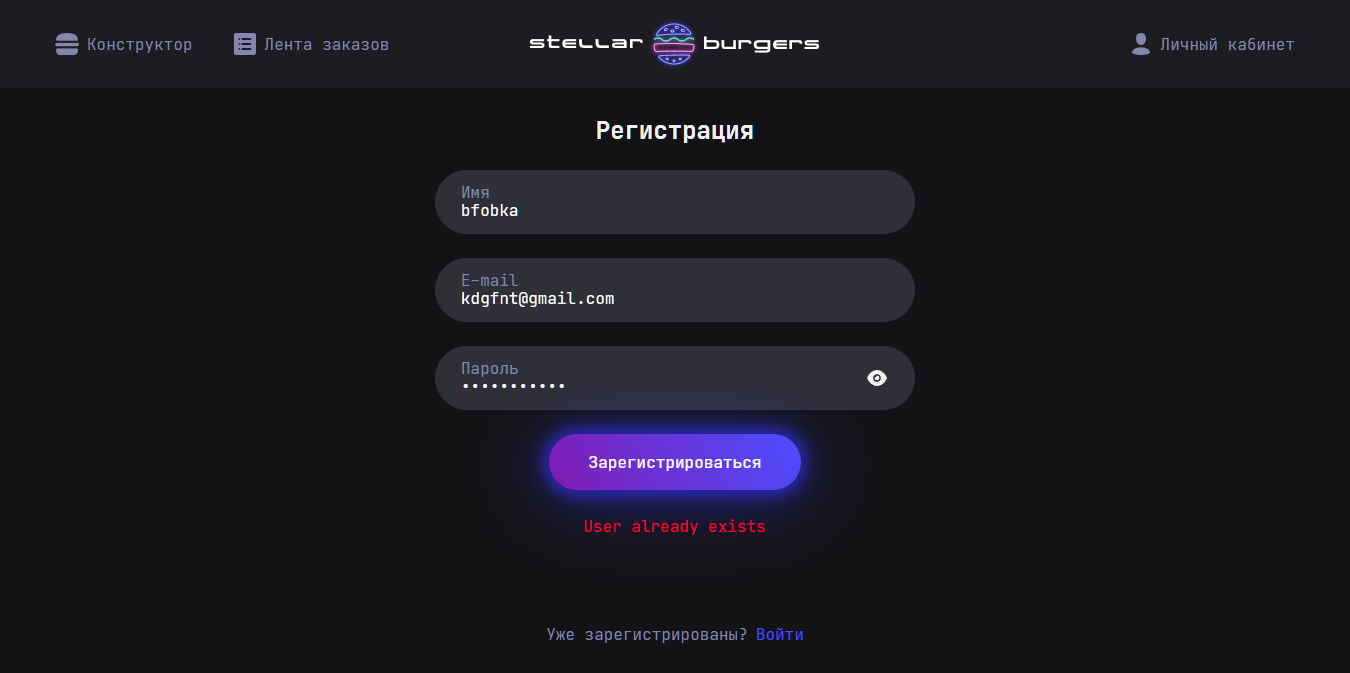 Конструктор
Лента заказов
stellar burgers
Личный кабинет
Регистрация
Имя
bfobka
E-mail
kdgfnt@gmail.com
Пароль
•••••••••••
Зарегистрироваться
User already exists
Уже зарегистрированы? Войти